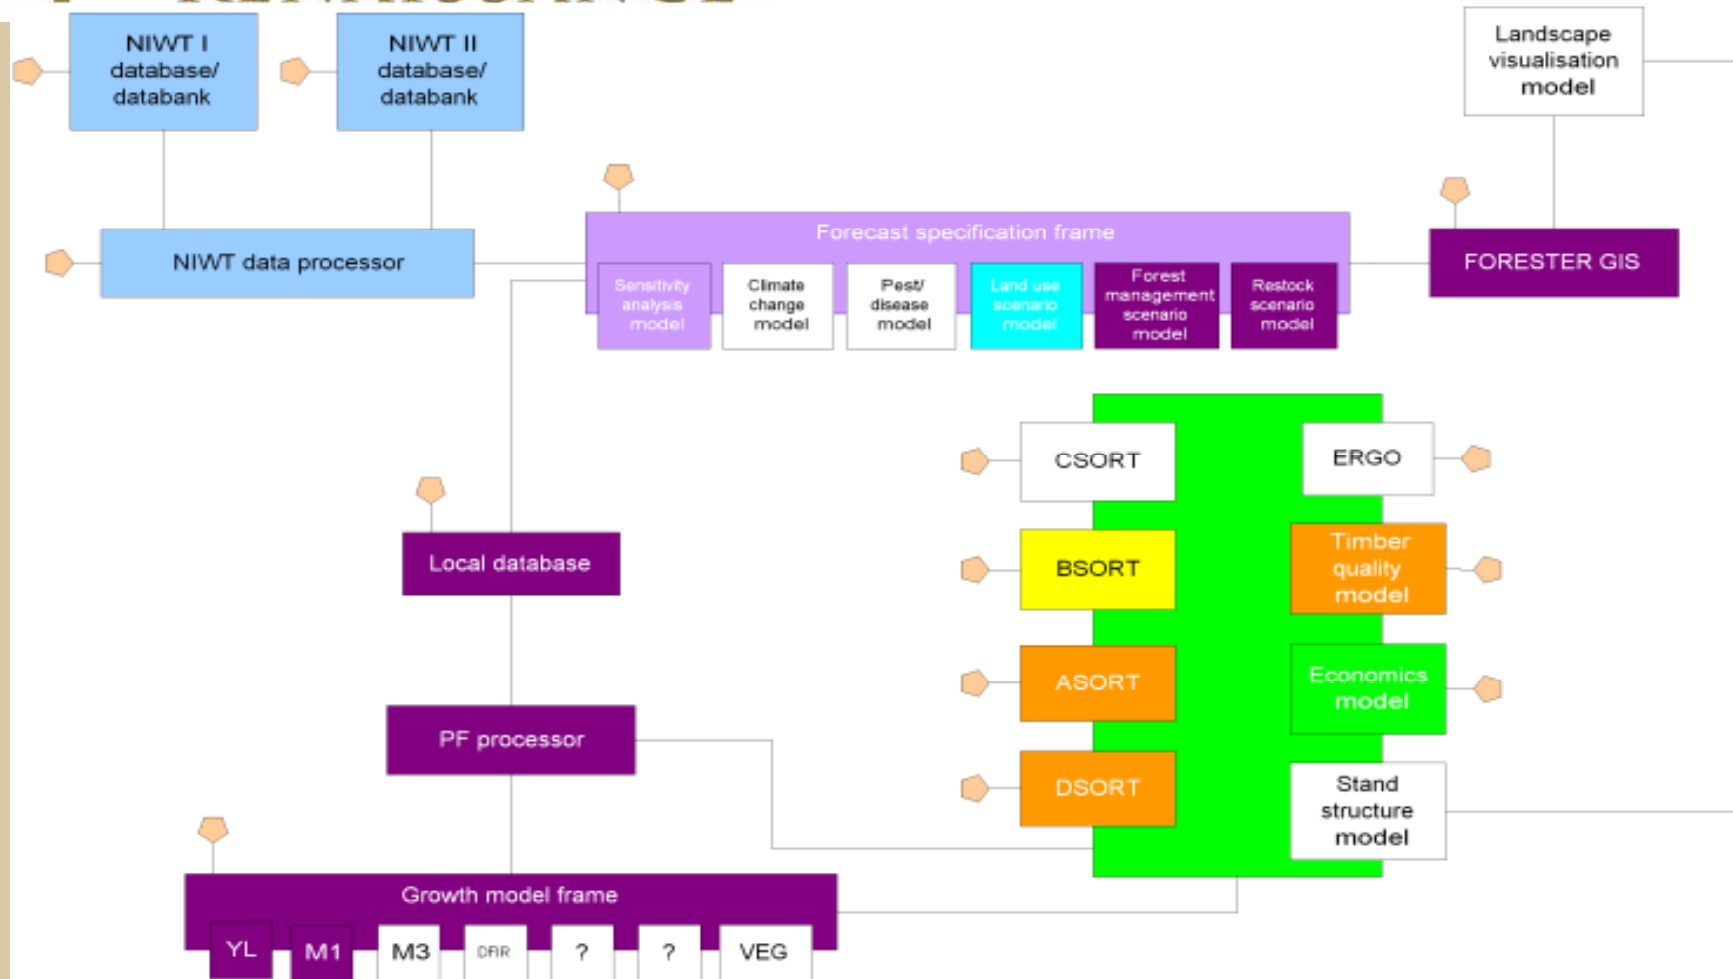 RENAISSANCE
NIWT I
database/
databank
NIWT II
database/
databank
Landscape
visualisation
model
NIWT data processor
Forecast specification frame
Sensitivity
analysis
model
Climate
change
model
Pest/
disease
model
Land use
scenario
model
Forest
management
scenario
model
Restock
scenario
model
FORESTER GIS
CSORT
ERGO
BSORT
Timber
quality
model
Local database
ASORT
Economics
model
PF processor
DSORT
Stand
structure
model
Growth model frame
YL
M1
M3
DFIR
?
?
VEG